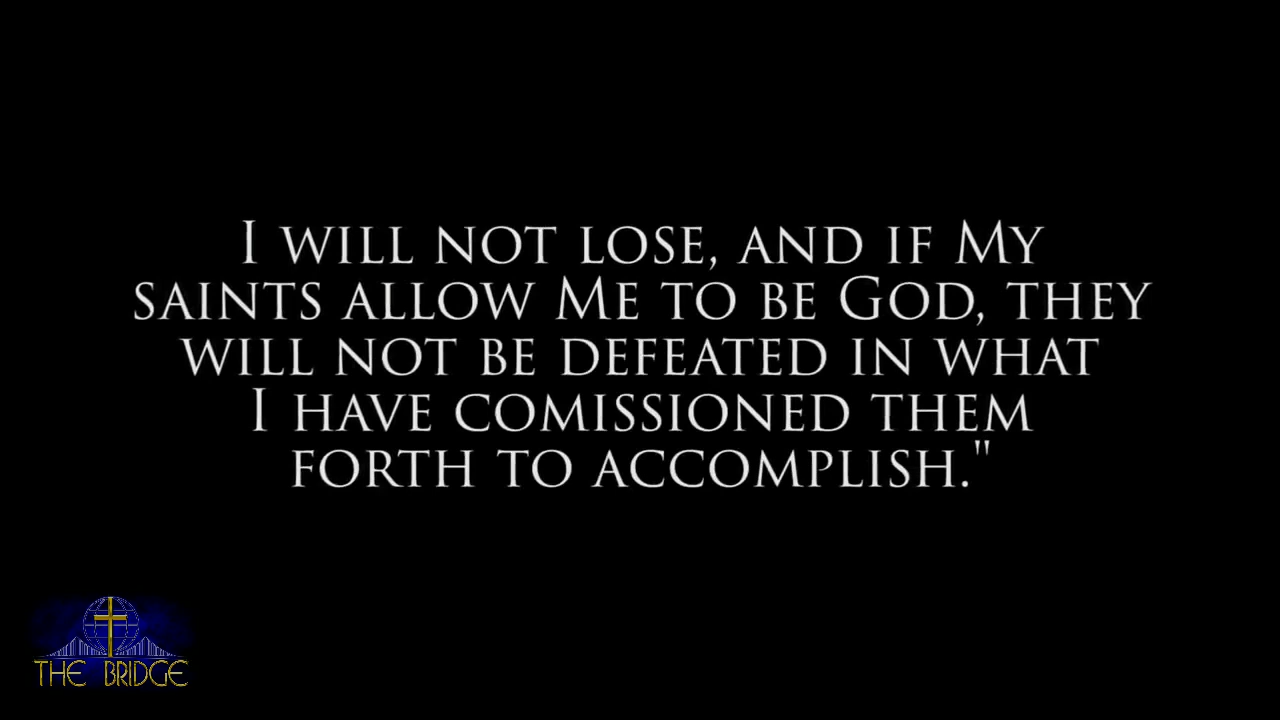 I WILL NOT LOSE, AND IF MY
SAINTS ALLOW ME TO BE GOD, THEY
WILL NOT BE DEFEATED IN WHAT
I HAVE COMISSIONED THEM
FORTH TO ACCOMPLISH."
THE BRIDGE